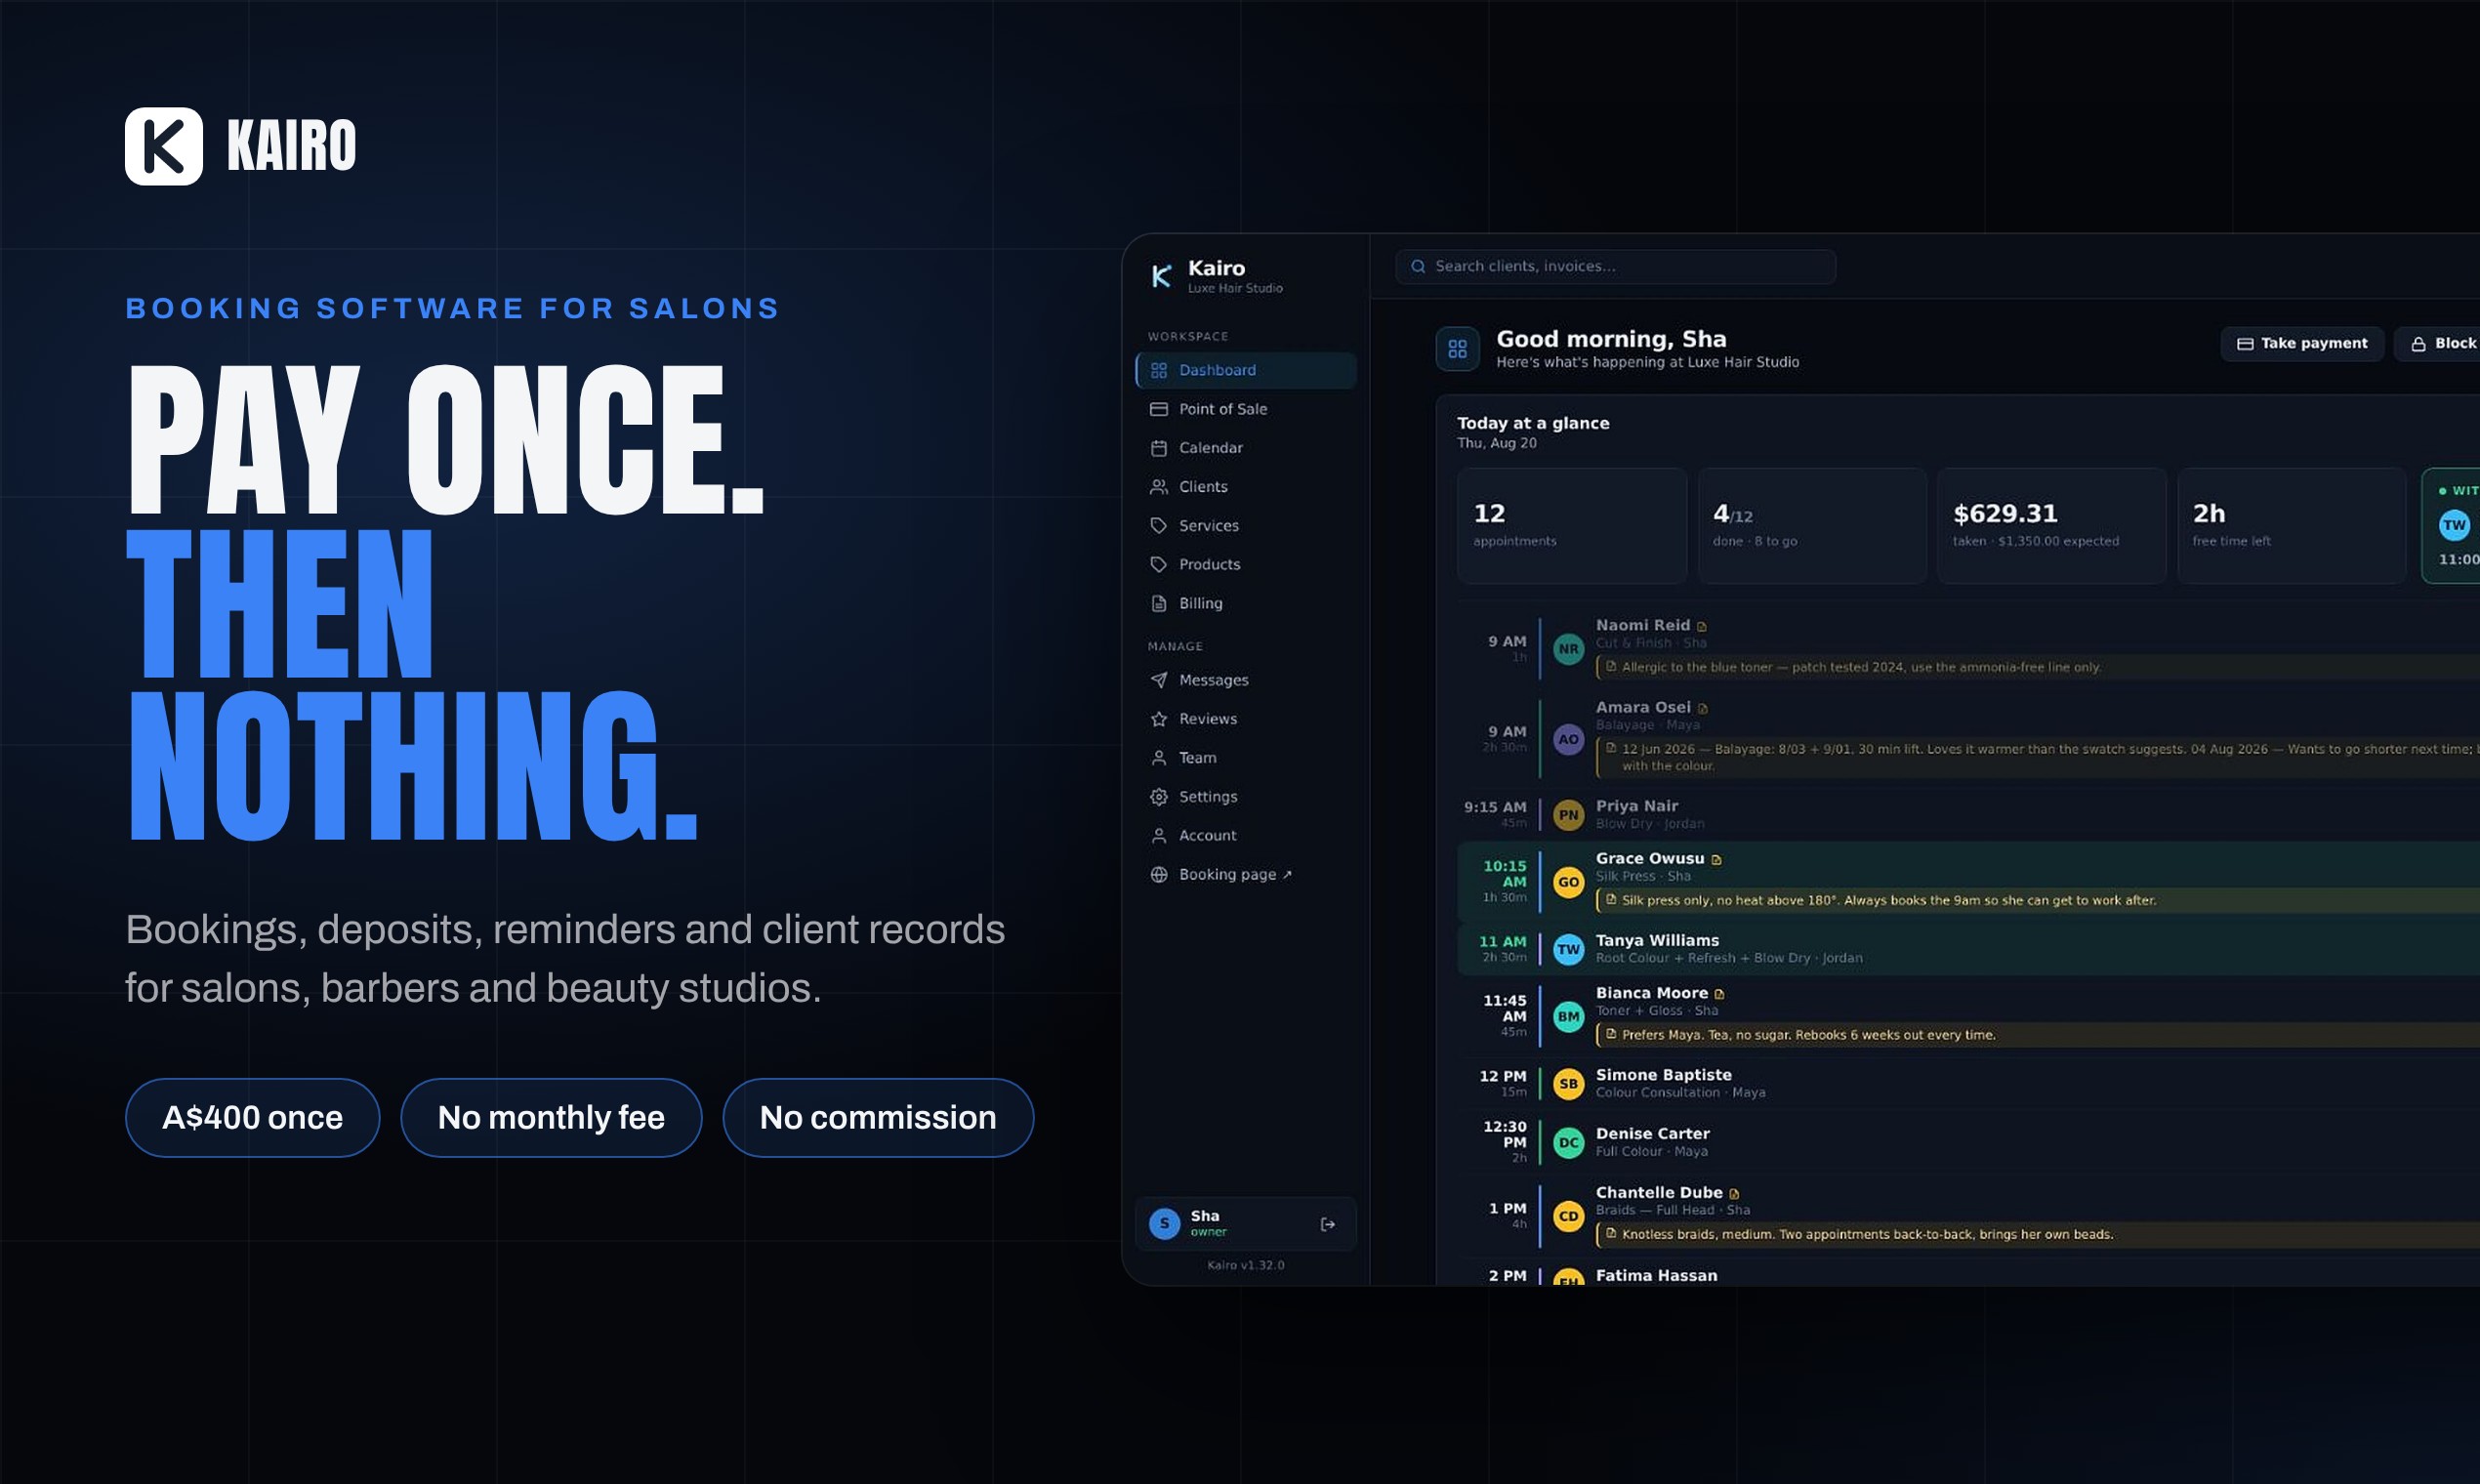 KAIRO
BOOKING SOFTWARE FOR SALONS
PAY ONCE.
THEN
NOTHING.
Bookings, deposits, reminders and client records
for salons, barbers and beauty studios.
A$400 once
No monthly fee
No commission
Kairo
Luxe Hair Studio
WORKSPACE
Dashboard
Point of Sale
Calendar
Clients
Services
Products
Billing
MANAGE
Messages
Reviews
Team
Settings
Account
Booking page ↗
S
Sha
owner
Kairo v1.32.0
Search clients, invoices...
Good morning, Sha
Here's what's happening at Luxe Hair Studio
Take payment
Block
Today at a glance
Thu, Aug 20
12
appointments
4/12
done · 8 to go
$629.31
taken · $1,350.00 expected
2h
free time left
WIT
TW
11:00
9 AM
1h
NR
Naomi Reid
Cut & Finish · Sha
Allergic to the blue toner — patch tested 2024, use the ammonia-free line only.
9 AM
2h 30m
AO
Amara Osei
Balayage · Maya
12 Jun 2026 — Balayage: 8/03 + 9/01, 30 min lift. Loves it warmer than the swatch suggests. 04 Aug 2026 — Wants to go shorter next time;
with the colour.
9:15 AM
45m
PN
Priya Nair
Blow Dry · Jordan
10:15
AM
1h 30m
GO
Grace Owusu
Silk Press · Sha
Silk press only, no heat above 180°. Always books the 9am so she can get to work after.
11 AM
2h 30m
TW
Tanya Williams
Root Colour + Refresh + Blow Dry · Jordan
11:45
AM
45m
BM
Bianca Moore
Toner + Gloss · Sha
Prefers Maya. Tea, no sugar. Rebooks 6 weeks out every time.
12 PM
15m
SB
Simone Baptiste
Colour Consultation · Maya
12:30
PM
2h
DC
Denise Carter
Full Colour · Maya
1 PM
4h
CD
Chantelle Dube
Braids — Full Head · Sha
Knotless braids, medium. Two appointments back-to-back, brings her own beads.
2 PM
FH
Fatima Hassan